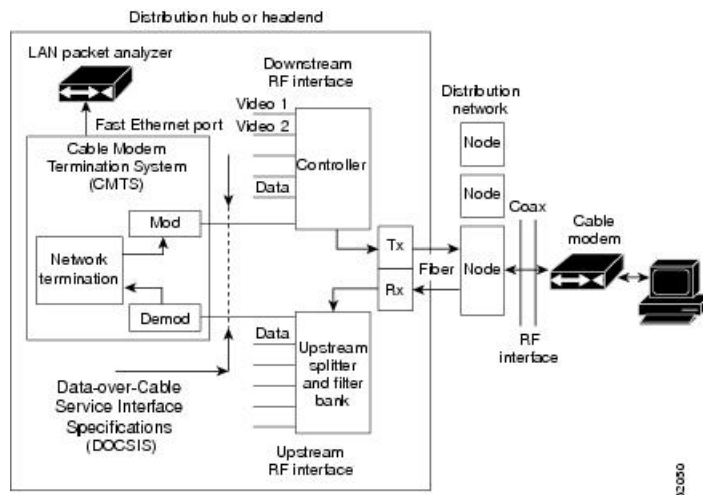 Distribution hub or headend
LAN packet analyzer
Downstream
RF interface
Video 1
Video 2
Data
Controller
Fast Ethernet port
Cable Modem
Termination System
(CMTS)
Mod
Network
termination
Demod
Data-over-Cable
Service Interface
Specifications
(DOCSIS)
Data
Upstream
splitter
and filter
bank
Upstream
RF interface
Tx
Rx
Fiber
Distribution
network
Node
Node
Node
Coax
RF
interface
Cable
modem